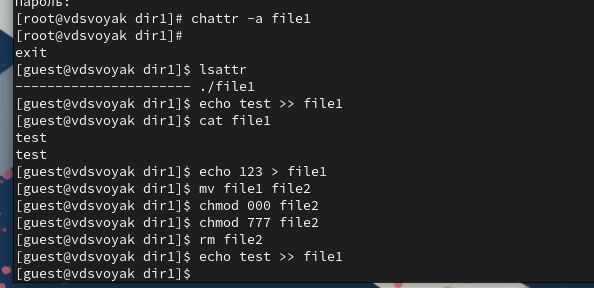 пароль:
[root@vdsvoyak dir1]# chattr -a file1
[root@vdsvoyak dir1]#
exit
[guest@vdsvoyak dir1]$ lsattr
---------------------- ./file1
[guest@vdsvoyak dir1]$ echo test >> file1
[guest@vdsvoyak dir1]$ cat file1
test
test
[guest@vdsvoyak dir1]$ echo 123 > file1
[guest@vdsvoyak dir1]$ mv file1 file2
[guest@vdsvoyak dir1]$ chmod 000 file2
[guest@vdsvoyak dir1]$ chmod 777 file2
[guest@vdsvoyak dir1]$ rm file2
[guest@vdsvoyak dir1]$ echo test >> file1
[guest@vdsvoyak dir1]$